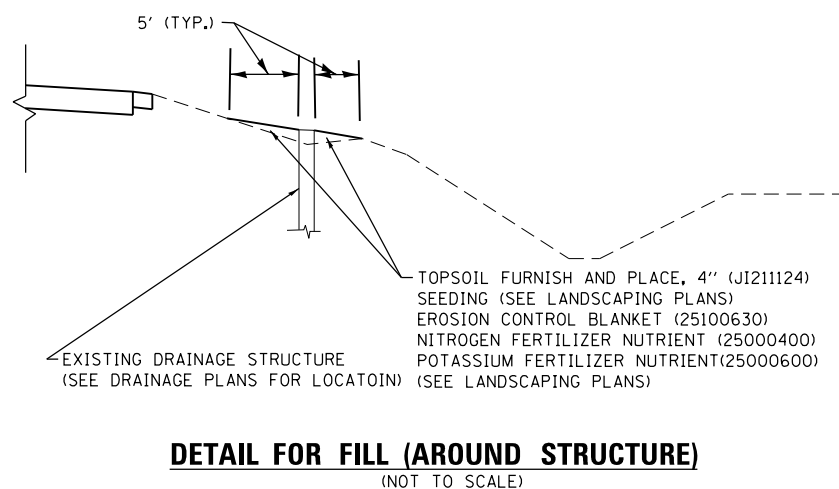 5' (TYP.)
TOPSOIL FURNISH AND PLACE, 4'' (JI211124)
SEEDING (SEE LANDSCAPING PLANS)
EROSION CONTROL BLANKET (25100630)
NITROGEN FERTILIZER NUTRIENT (25000400)
POTASSIUM FERTILIZER NUTRIENT(25000600)
(SEE LANDSCAPING PLANS)
EXISTING DRAINAGE STRUCTURE
(SEE DRAINAGE PLANS FOR LOCATOIN)
DETAIL FOR FILL (AROUND STRUCTURE)
(NOT TO SCALE)